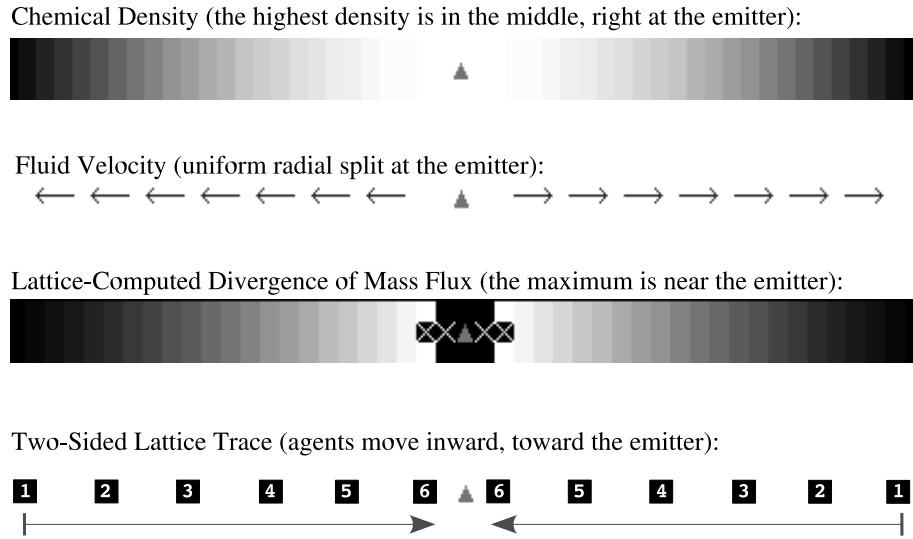 Chemical Density (the highest density is in the middle, right at the emitter):
Fluid Velocity (uniform radial split at the emitter):
Lattice-Computed Divergence of Mass Flux (the maximum is near the emitter):
Two-Sided Lattice Trace (agents move inward, toward the emitter):
1 2 3 4 5 6 6 5 4 3 2 1